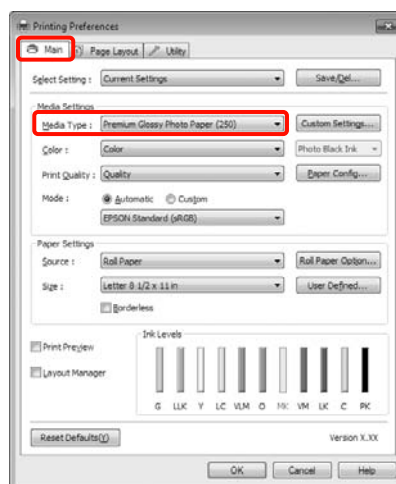 Printing Preferences
Main Page Layout Utility
Select Setting : Current Settings Save/Del...
Media Settings
Media Type : Premium Glossy Photo Paper (250) Custom Settings...
Color : Color Photo Black Ink
Print Quality : Quality Paper Config...
Mode : Automatic Custom
EPSON Standard (sRGB)
Paper Settings
Source : Roll Paper Roll Paper Option...
Size : Letter 8 1/2 x 11 in User Defined...
Borderless
Ink Levels
Print Preview
Layout Manager
G LLK Y LC VLM O MK VM LK C PK
Reset Defaults(Y) Version X.XX
OK Cancel Help